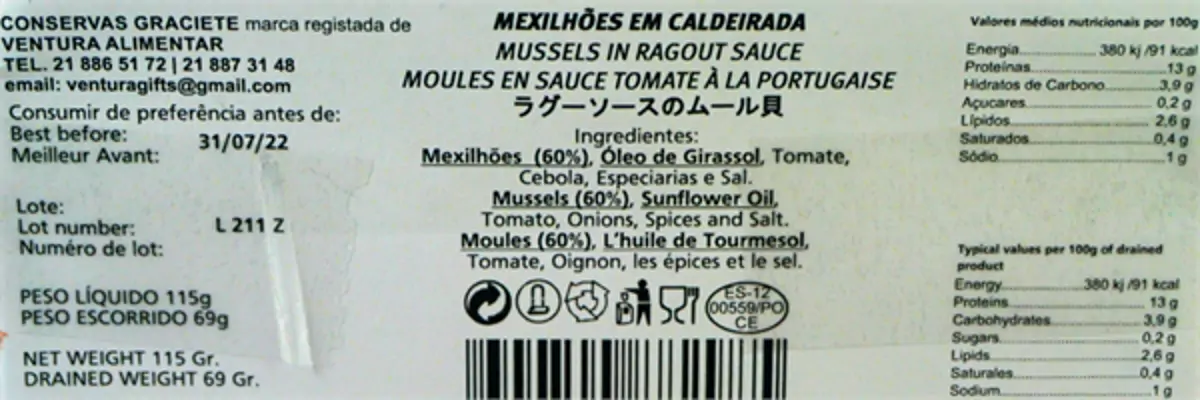 CONSERVAS GRACIETE marca registada de
VENTURA ALIMENTAR
TEL. 21 886 51 72 | 21 887 31 48
email: venturagifts@gmail.com
Consumir de preferência antes de:
Best before: 31/07/22
Meilleur Avant:
Lote:
Lot number: L 211 Z
Numéro de lot:
PESO LÍQUIDO 115g
PESO ESCORRIDO 69g
NET WEIGHT 115 Gr.
DRAINED WEIGHT 69 Gr.
MEXILHÕES EM CALDEIRADA
MUSSELS IN RAGOUT SAUCE
MOULES EN SAUCE TOMATE À LA PORTUGAISE
ラグーソースのムール貝
Ingredientes:
Mexilhões (60%), Óleo de Girassol, Tomate,
Cebola, Especiarias e Sal.
Mussels (60%), Sunflower Oil,
Tomato, Onions, Spices and Salt.
Moules (60%), L'huile de Tourmesol,
Tomate, Oignon, les épices et le sel.
ES-12
00559/PO
CE
Valores médios nutricionais por 100g
Energia 380 kj /91 kcal
Proteínas 13 g
Hidratos de Carbono 3,9 g
Açucares 0,2 g
Lípidos 2,6 g
Saturados 0,4 g
Sódio 1 g
Typical values per 100g of drained
product
Energy 380 kj /91 kcal
Proteins 13 g
Carbohydrates 3,9 g
Sugars 0,2 g
Lipids 2,6 g
Saturales 0,4 g
Sodium 1 g